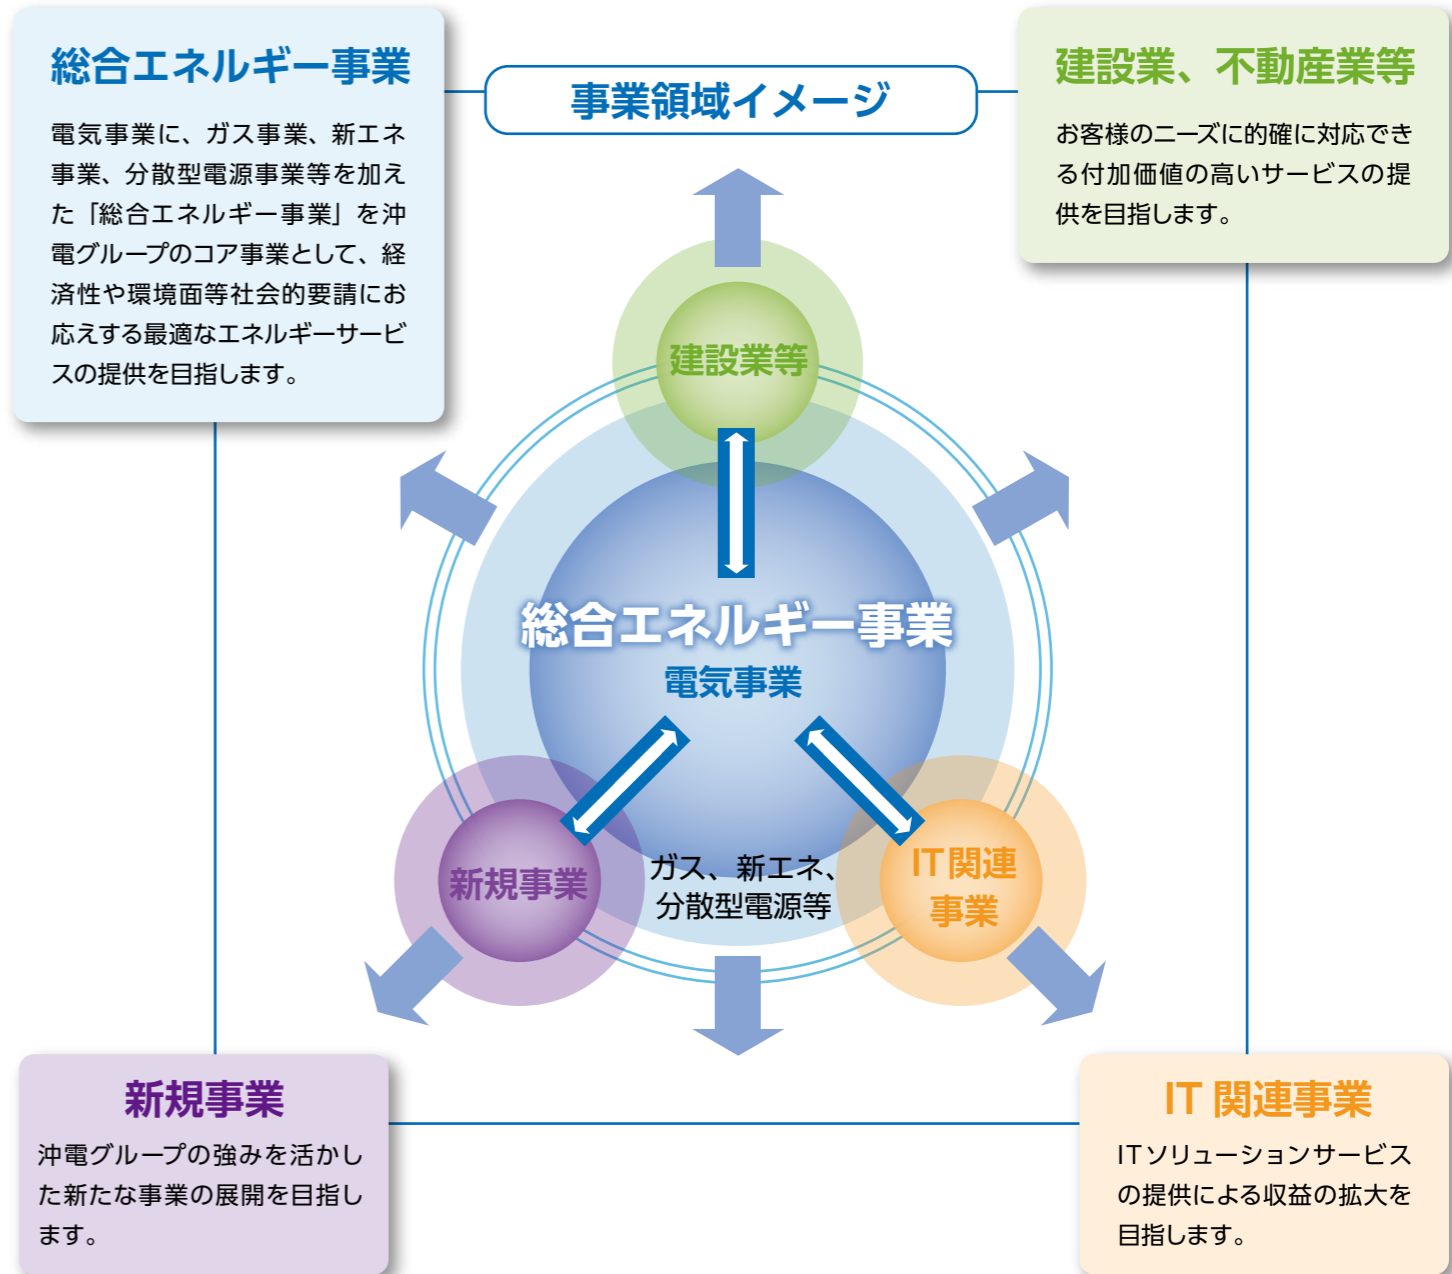 総合エネルギー事業
電気事業に、ガス事業、新エネ
事業、分散型電源事業等を加え
た「総合エネルギー事業」を沖
電グループのコア事業として、経
済性や環境面等社会的要請にお
応えする最適なエネルギーサービ
スの提供を目指します。
事業領域イメージ
建設業、不動産業等
お客様のニーズに的確に対応でき
る付加価値の高いサービスの提
供を目指します。
建設業等
総合エネルギー事業
電気事業
新規事業
ガス、新エネ、
分散型電源等
IT関連
事業
新規事業
沖電グループの強みを活かし
た新たな事業の展開を目指し
ます。
IT 関連事業
ITソリューションサービス
の提供による収益の拡大を
目指します。